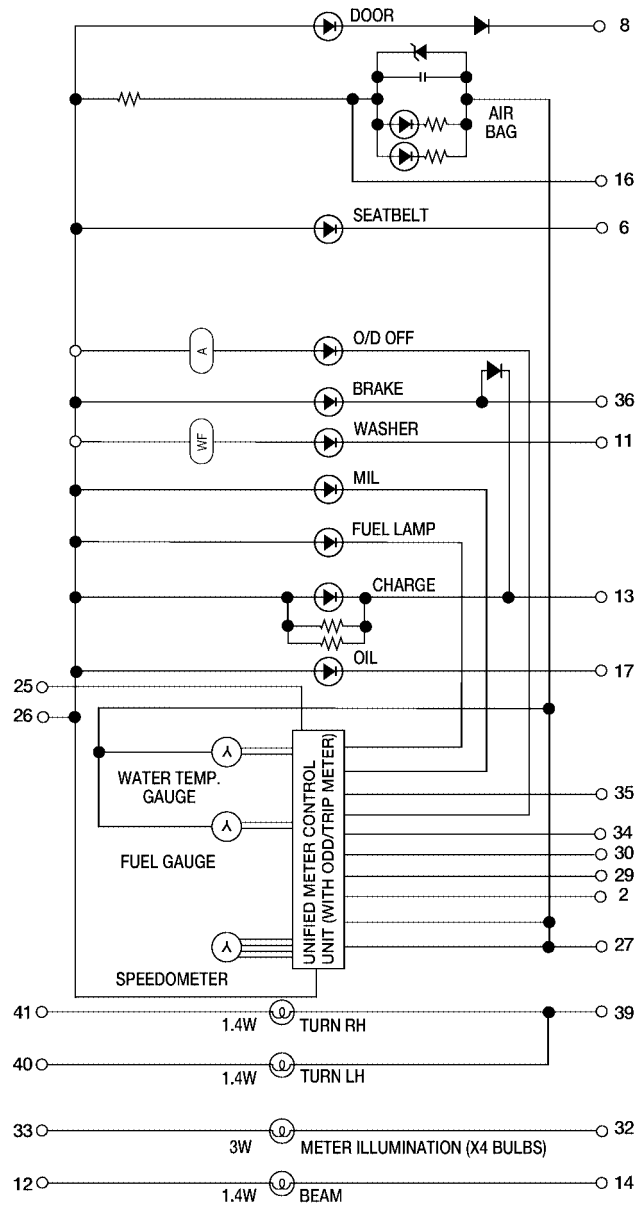 DOOR
8
AIR
BAG
16
SEATBELT
6
O/D OFF
A
BRAKE
36
WASHER
WF
11
MIL
FUEL LAMP
CHARGE
13
OIL
17
25
26
WATER TEMP.
GAUGE
FUEL GAUGE
SPEEDOMETER
UNIFIED METER CONTROL
UNIT (WITH ODD/TRIP METER)
35
34
30
29
2
27
41
1.4W
TURN RH
39
40
1.4W
TURN LH
33
3W
METER ILLUMINATION (X4 BULBS)
32
12
1.4W
BEAM
14